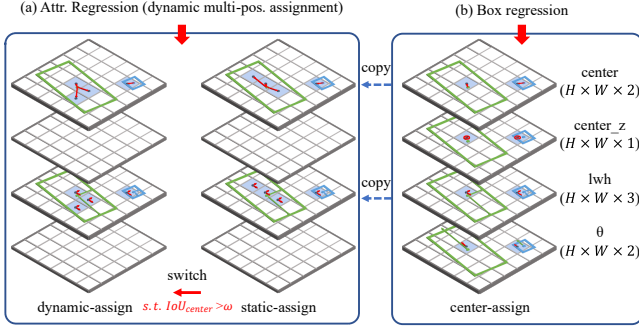 (a) Attr. Regression (dynamic multi-pos. assignment)
(b) Box regression
copy
center
(H × W × 2)
center_z
(H × W × 1)
copy
lwh
(H × W × 3)
θ
(H × W × 2)
switch
dynamic-assign
s.t. IoU_center >ω
static-assign
center-assign